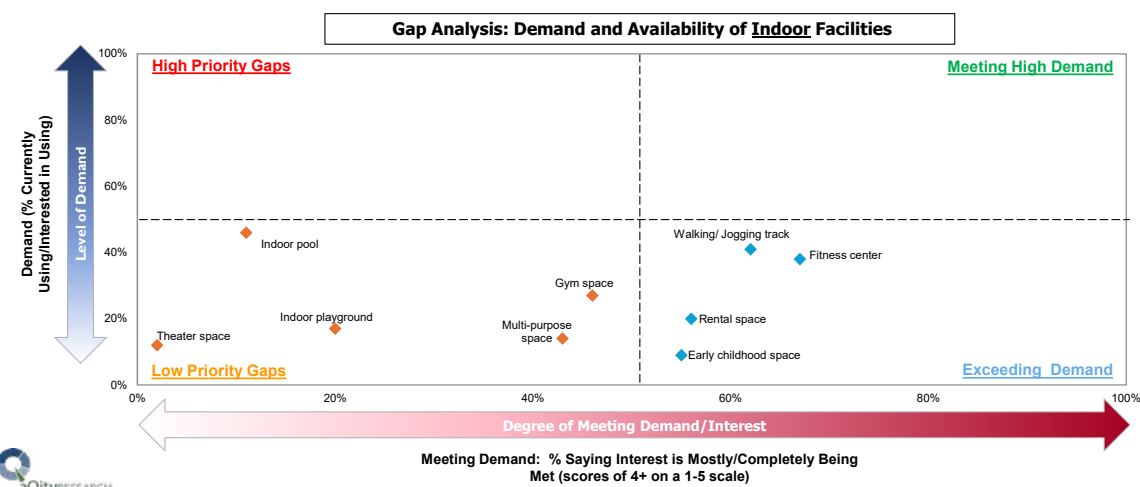 Gap Analysis: Demand and Availability of Indoor Facilities
High Priority Gaps
Meeting High Demand
Demand (% Currently
Using/Interested in Using)
Level of Demand
100%
80%
60%
40%
20%
0%
Indoor pool
Walking/ Jogging track
Fitness center
Gym space
Indoor playground
Multi-purpose
space
Rental space
Theater space
Early childhood space
Low Priority Gaps
Exceeding Demand
0%
20%
40%
60%
80%
100%
Degree of Meeting Demand/Interest
Meeting Demand: % Saying Interest is Mostly/Completely Being
Met (scores of 4+ on a 1-5 scale)